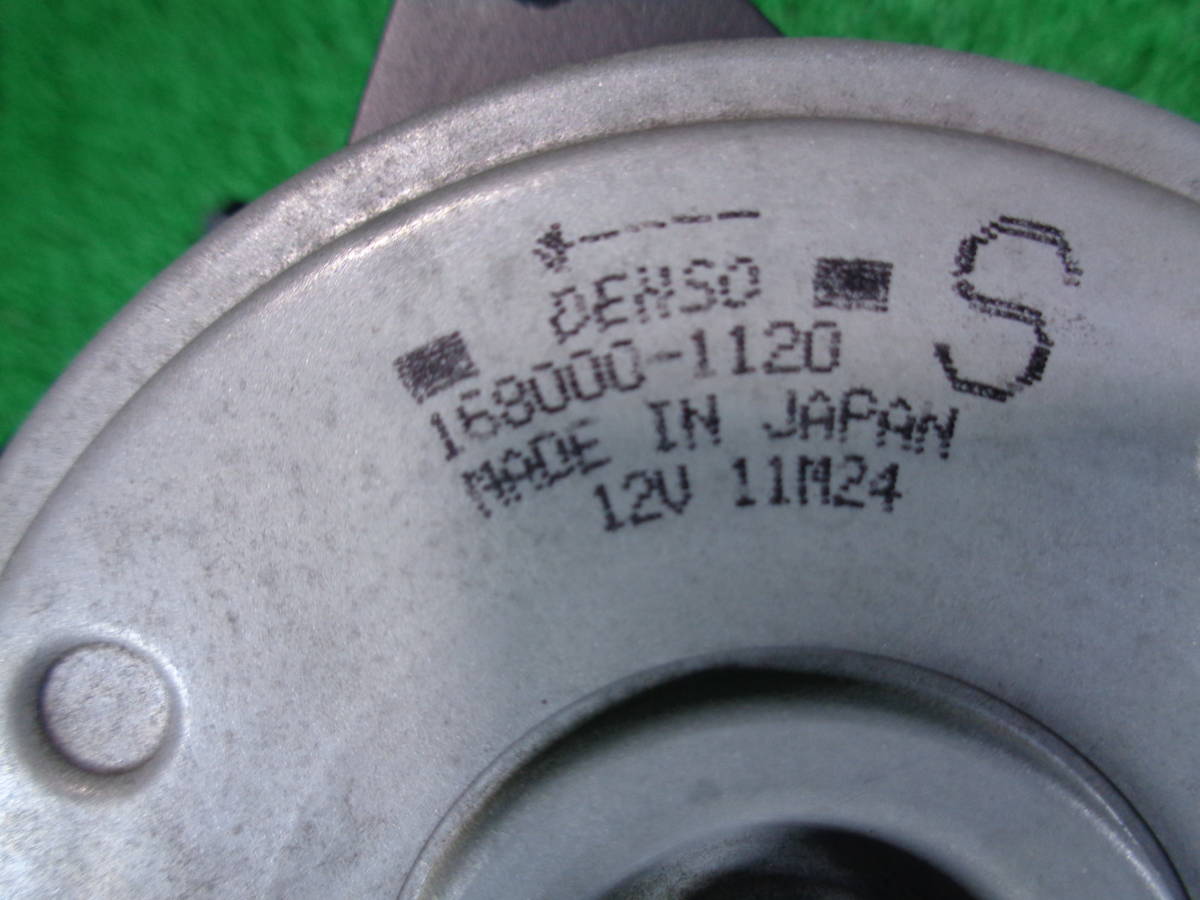 DENSO
168000-1120
MADE IN JAPAN
12V 11M24
S